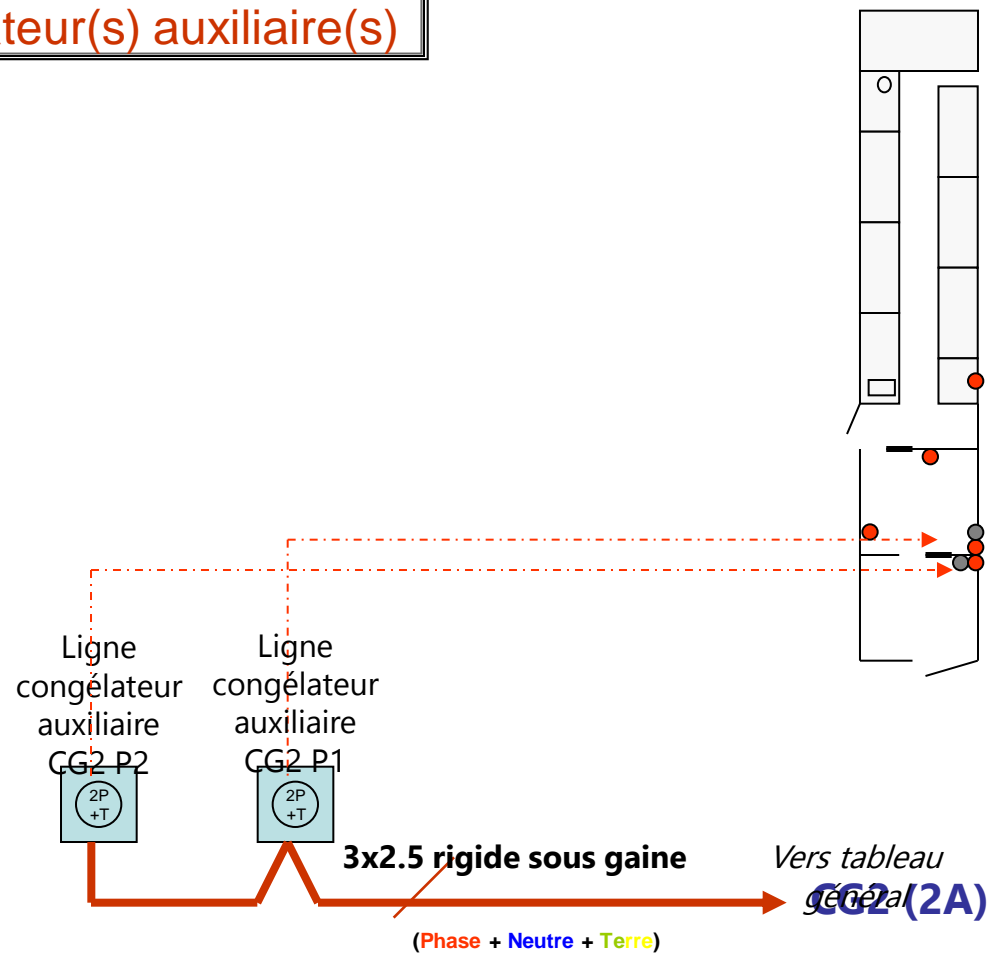 teur(s) auxiliaire(s)
Ligne
congélateur
auxiliaire
CG2 P2
Ligne
congélateur
auxiliaire
CG2 P1
2P
+T
2P
+T
3x2.5 rigide sous gaine
Vers tableau
général
CG2 (2A)
(Phase + Neutre + Terre)